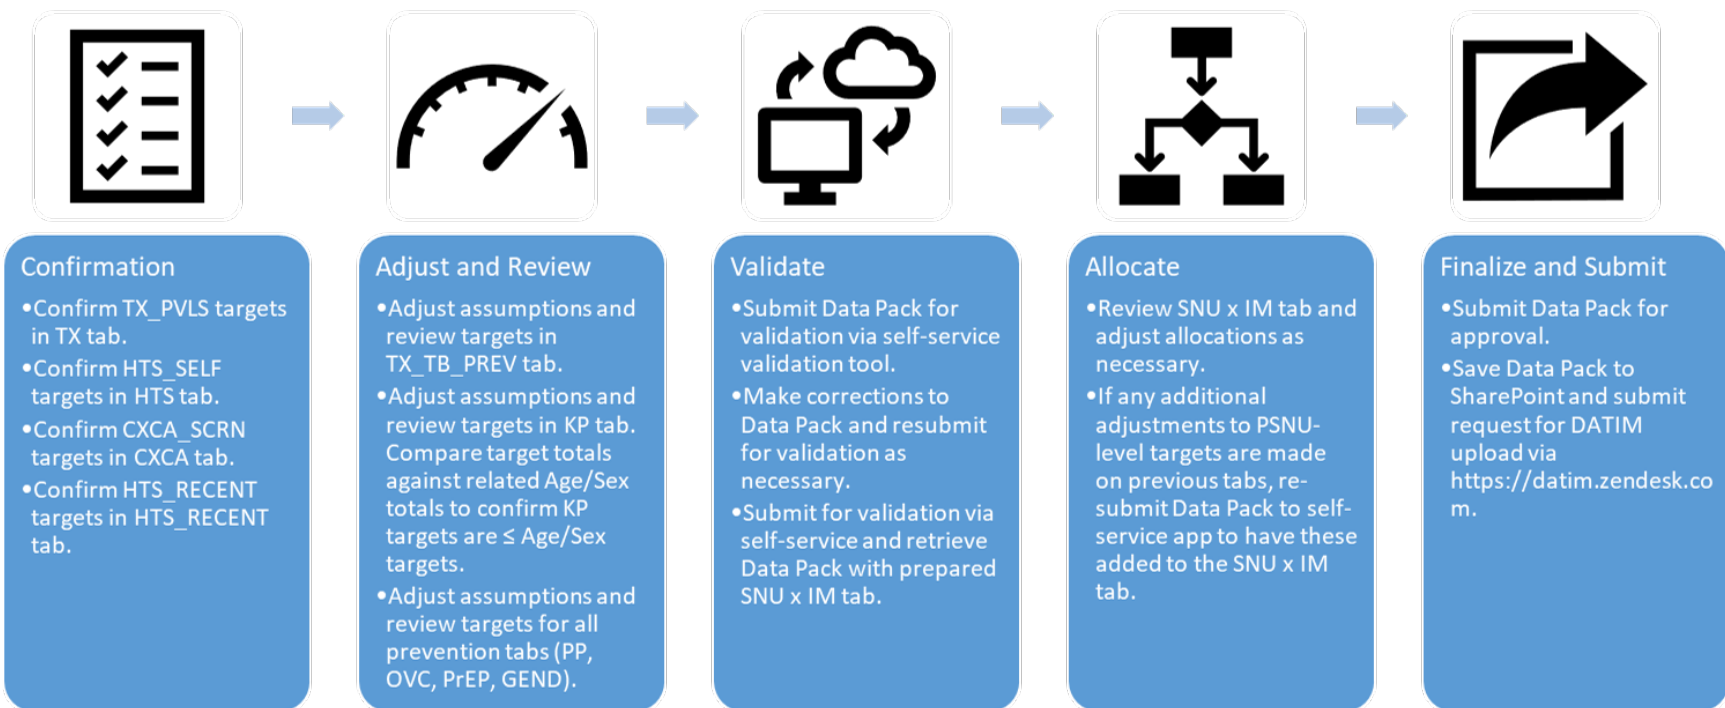 Confirmation
•Confirm TX_PVLS targets
in TX tab.
•Confirm HTS_SELF
targets in HTS tab.
•Confirm CXCA_SCRN
targets in CXCA tab.
•Confirm HTS_RECENT
targets in HTS_RECENT
tab.
Adjust and Review
•Adjust assumptions and
review targets in
TX_TB_PREV tab.
•Adjust assumptions and
review targets in KP tab.
Compare target totals
against related Age/Sex
totals to confirm KP
targets are ≤ Age/Sex
targets.
•Adjust assumptions and
review targets for all
prevention tabs (PP,
OVC, PrEP, GEND).
Validate
•Submit Data Pack for
validation via self-service
validation tool.
•Make corrections to
Data Pack and resubmit
for validation as
necessary.
•Submit for validation via
self-service and retrieve
Data Pack with prepared
SNU x IM tab.
Allocate
•Review SNU x IM tab and
adjust allocations as
necessary.
•If any additional
adjustments to PSNU-
level targets are made
on previous tabs, re-
submit Data Pack to self-
service app to have these
added to the SNU x IM
tab.
Finalize and Submit
•Submit Data Pack for
approval.
•Save Data Pack to
SharePoint and submit
request for DATIM
upload via
https://datim.zendesk.co
m.